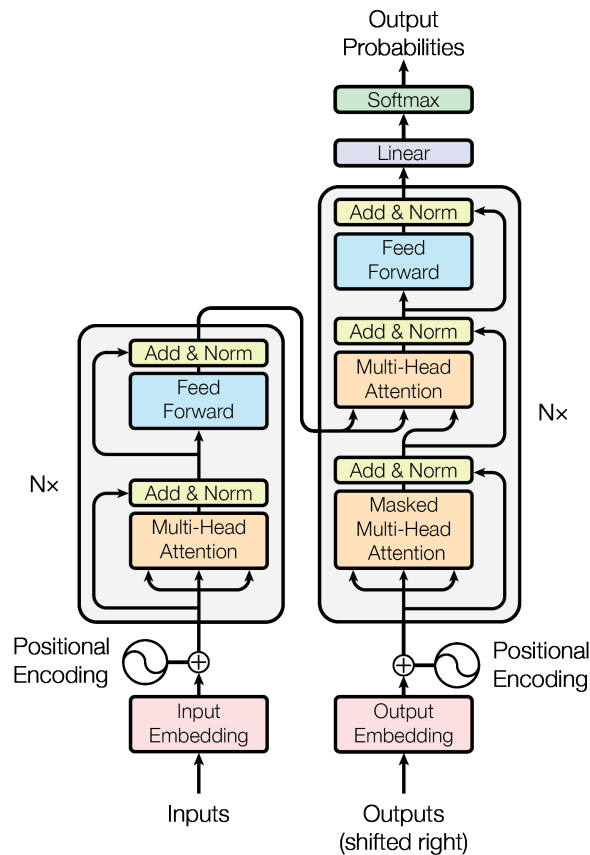 Output
Probabilities
Softmax
Linear
Add & Norm
Feed
Forward
Add & Norm
Multi-Head
Attention
Add & Norm
Masked
Multi-Head
Attention
Nx
Positional
Encoding
Output
Embedding
Outputs
(shifted right)
Add & Norm
Feed
Forward
Add & Norm
Multi-Head
Attention
Nx
Positional
Encoding
Input
Embedding
Inputs